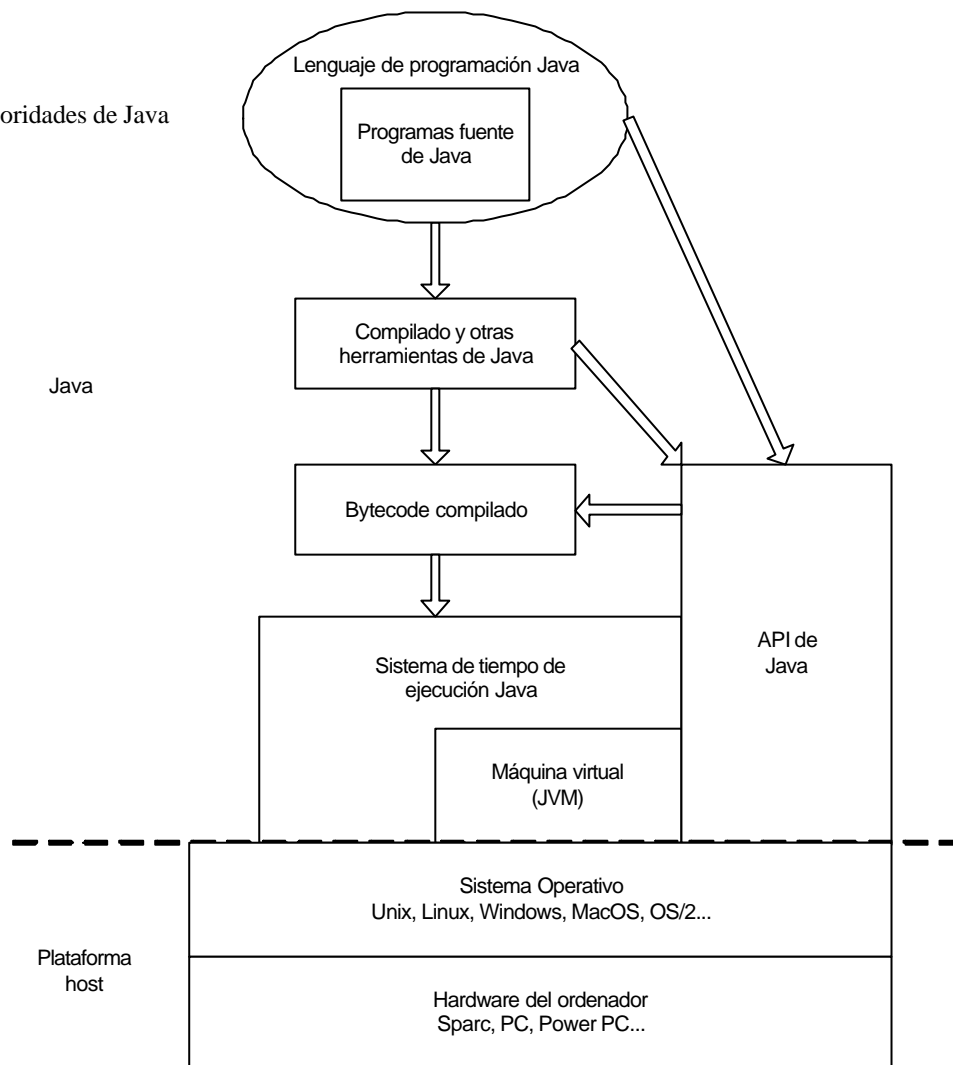 Lenguaje de programación Java
oridades de Java
Programas fuente
de Java
Compilado y otras
herramientas de Java
Java
Bytecode compilado
API de
Java
Sistema de tiempo de
ejecución Java
Máquina virtual
(JVM)
Sistema Operativo
Unix, Linux, Windows, MacOS, OS/2...
Plataforma
host
Hardware del ordenador
Sparc, PC, Power PC...